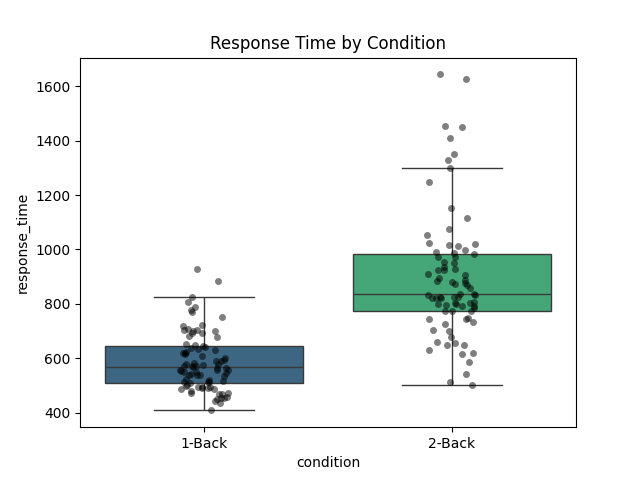 Response Time by Condition
1600
1400
1200
1000
800
600
400
response_time
1-Back
2-Back
condition